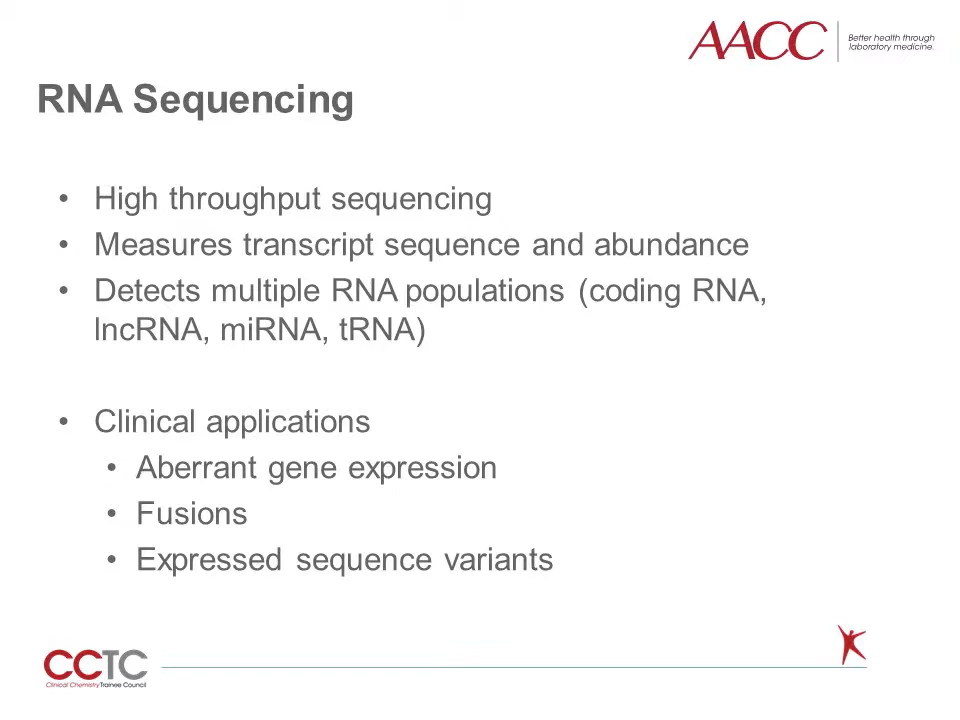 AACC
Better health through
laboratory medicine.
RNA Sequencing
• High throughput sequencing
• Measures transcript sequence and abundance
• Detects multiple RNA populations (coding RNA,
lncRNA, miRNA, tRNA)
• Clinical applications
• Aberrant gene expression
• Fusions
• Expressed sequence variants
CCTC
Clinical Chemistry Trainee Council